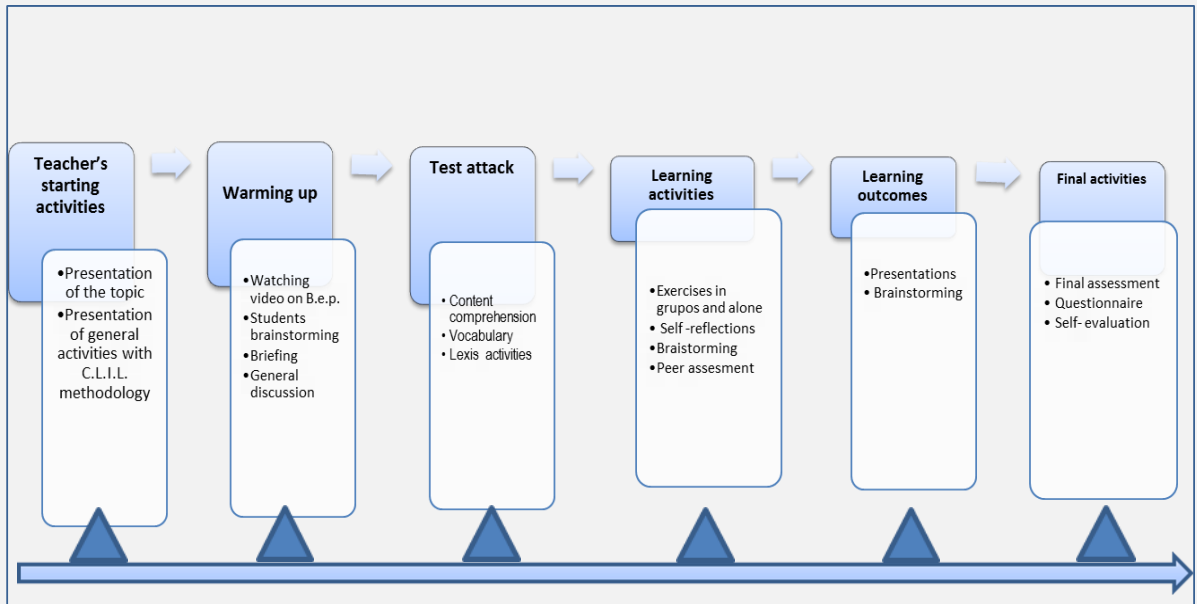 Teacher's
starting
activities
•Presentation
of the topic
•Presentation
of general
activities with
C.L.I.L.
methodology
Warming up
•Watching
video on B.e.p.
•Students
brainstorming
•Briefing
•General
discussion
Test attack
• Content
comprehension
• Vocabulary
• Lexis activities
Learning
activities
•Exercises in
grupos and alone
• Self-reflections
•Braistorming
•Peer assesment
Learning
outcomes
•Presentations
• Brainstorming
Final activities
• Final assessment
• Questionnaire
• Self- evaluation